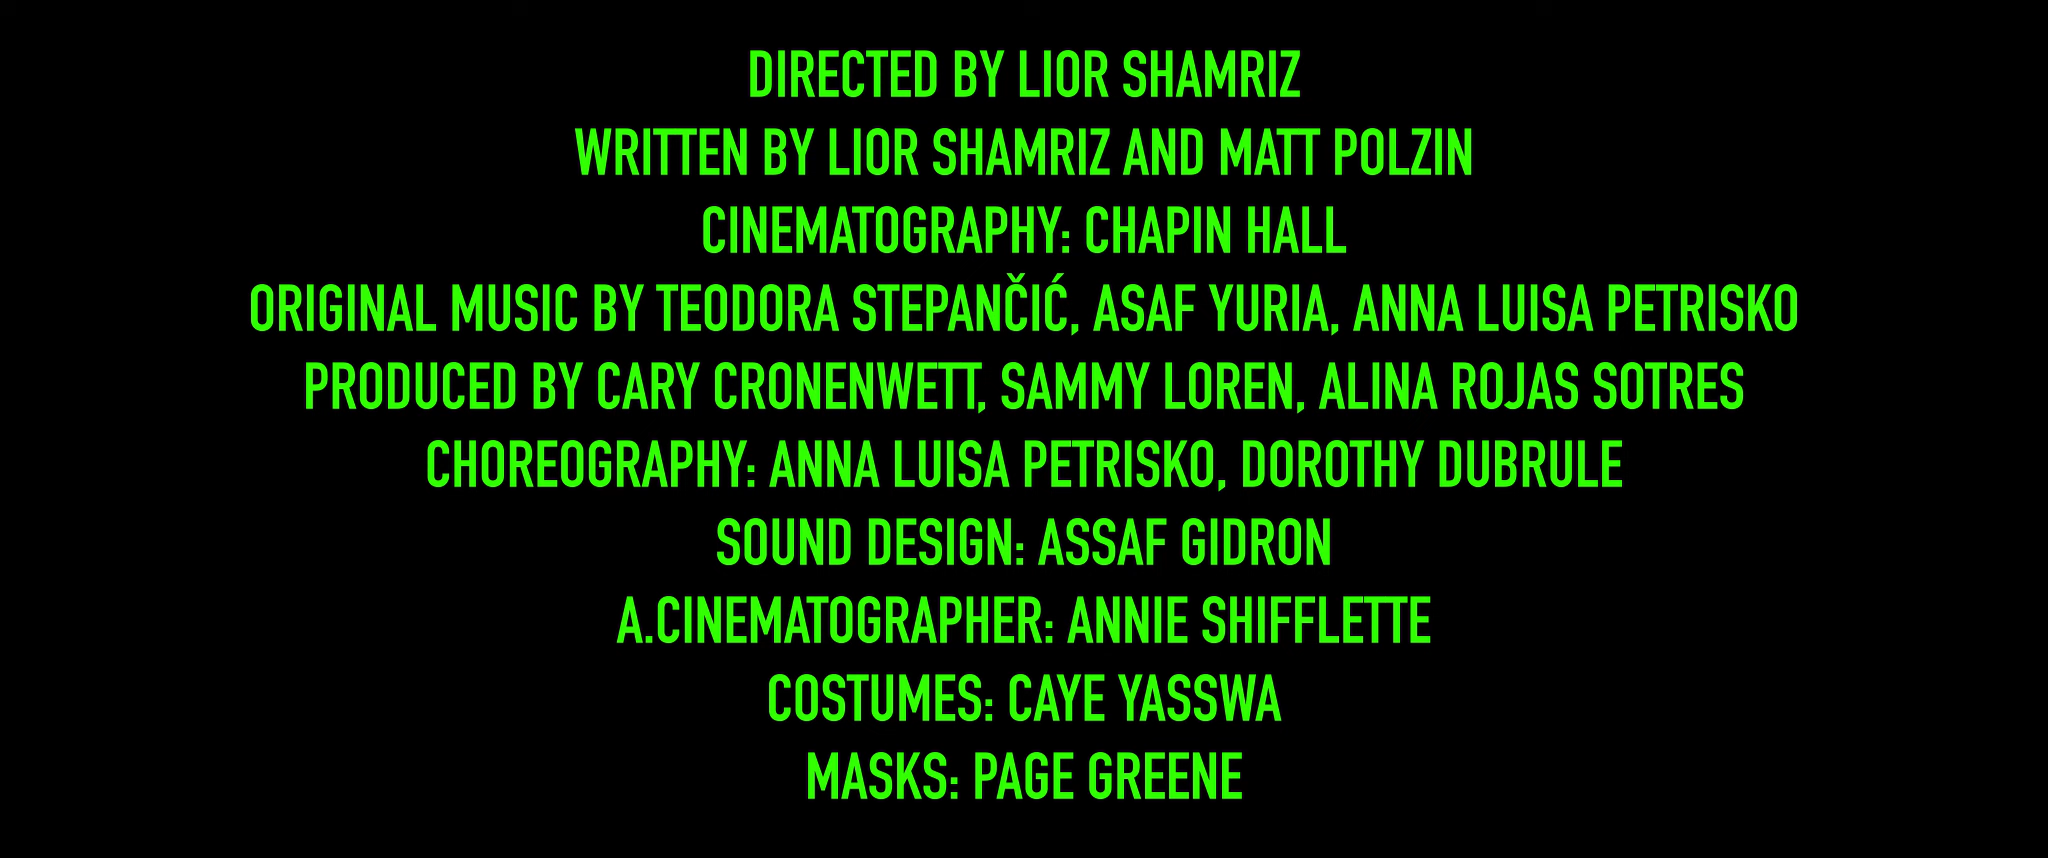 DIRECTED BY LIOR SHAMRIZ
WRITTEN BY LIOR SHAMRIZ AND MATT POLZIN
CINEMATOGRAPHY: CHAPIN HALL
ORIGINAL MUSIC BY TEODORA STEPANČIĆ, ASAF YURIA, ANNA LUISA PETRISKO
PRODUCED BY CARY CRONENWETT, SAMMY LOREN, ALINA ROJAS SOTRES
CHOREOGRAPHY: ANNA LUISA PETRISKO, DOROTHY DUBRULE
SOUND DESIGN: ASSAF GIDRON
A.CINEMATOGRAPHER: ANNIE SHIFFLETTE
COSTUMES: CAYE YASSWA
MASKS: PAGE GREENE